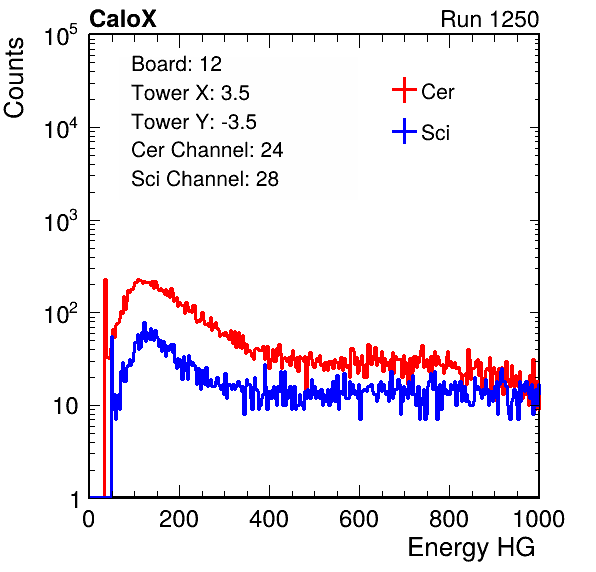 CaloX Run 1250
Counts
10^5
10^4
10^3
10^2
10
1
Board: 12
Tower X: 3.5
Tower Y: -3.5
Cer Channel: 24
Sci Channel: 28
Cer
Sci
0 200 400 600 800 1000
Energy HG